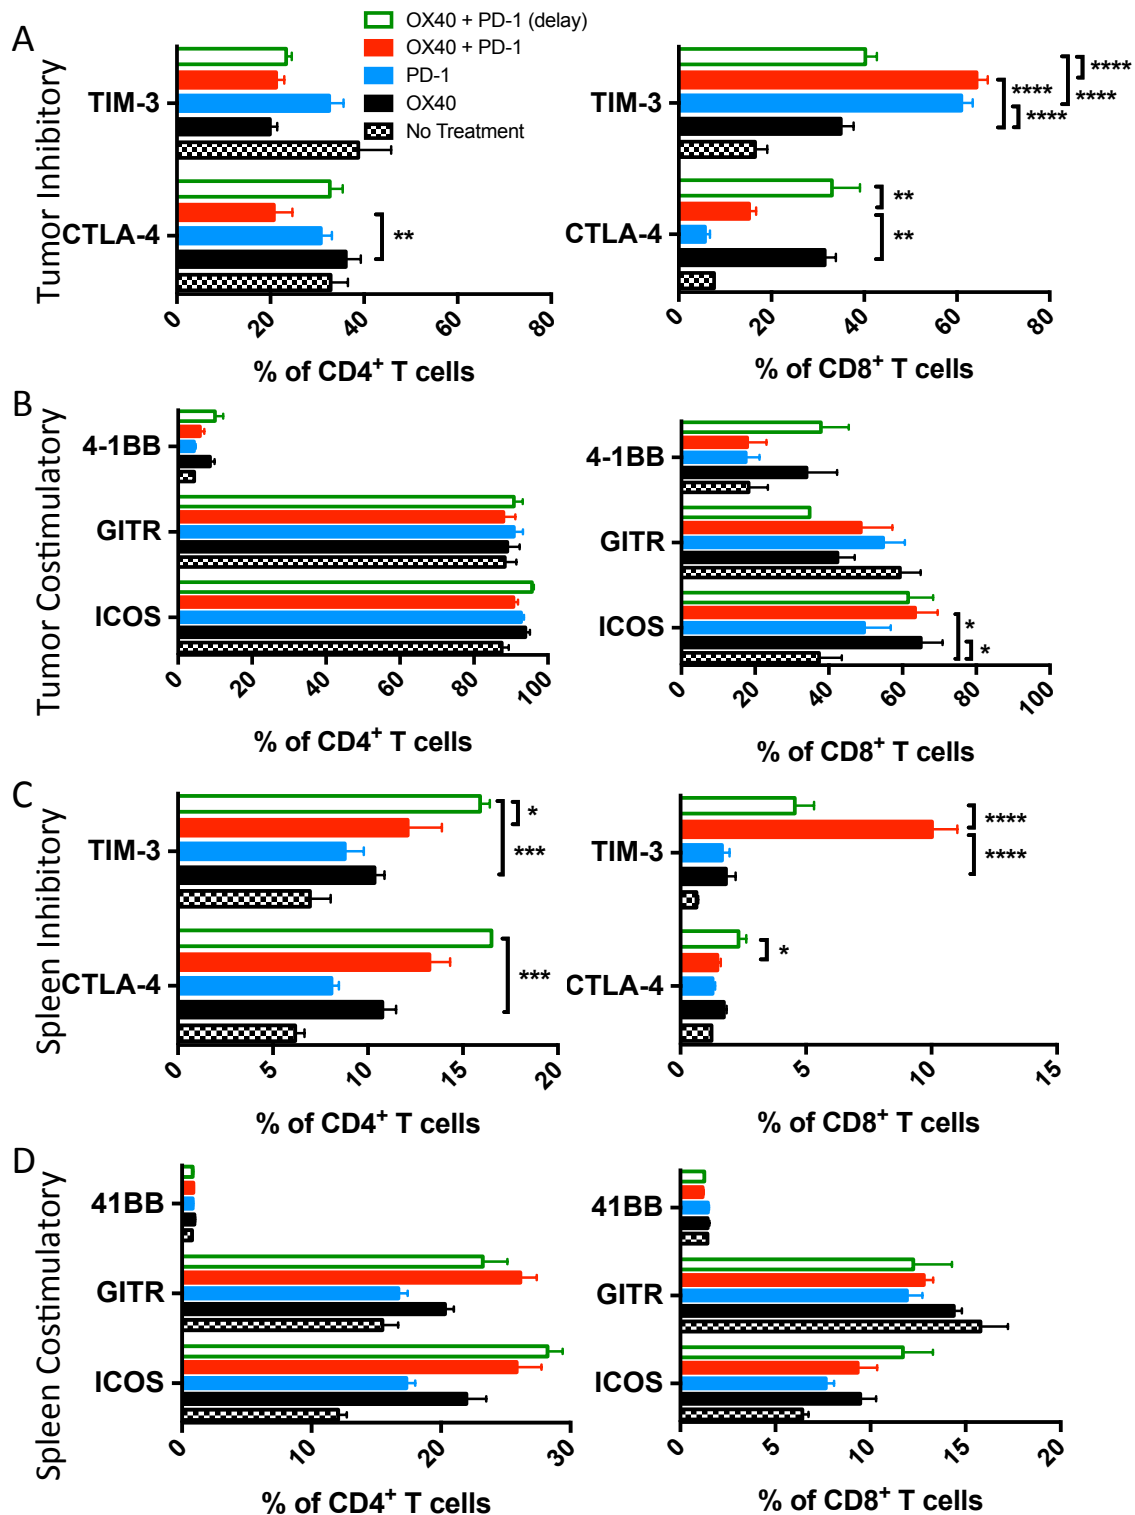 A
OX40 + PD-1 (delay)
OX40 + PD-1
PD-1
OX40
No Treatment
Tumor Inhibitory
TIM-3
CTLA-4
**
0 20 40 60 80
% of CD4+ T cells
TIM-3
CTLA-4
****
****
****
****
**
**
0 20 40 60 80
% of CD8+ T cells
B
Tumor Costimulatory
4-1BB
GITR
ICOS
0 20 40 60 80 100
% of CD4+ T cells
4-1BB
GITR
ICOS
*
*
0 20 40 60 80 100
% of CD8+ T cells
C
Spleen Inhibitory
TIM-3
CTLA-4
*
***
***
0 5 10 15 20
% of CD4+ T cells
TIM-3
CTLA-4
****
****
*
0 5 10 15
% of CD8+ T cells
D
Spleen Costimulatory
41BB
GITR
ICOS
0 10 20 30
% of CD4+ T cells
41BB
GITR
ICOS
0 5 10 15 20
% of CD8+ T cells